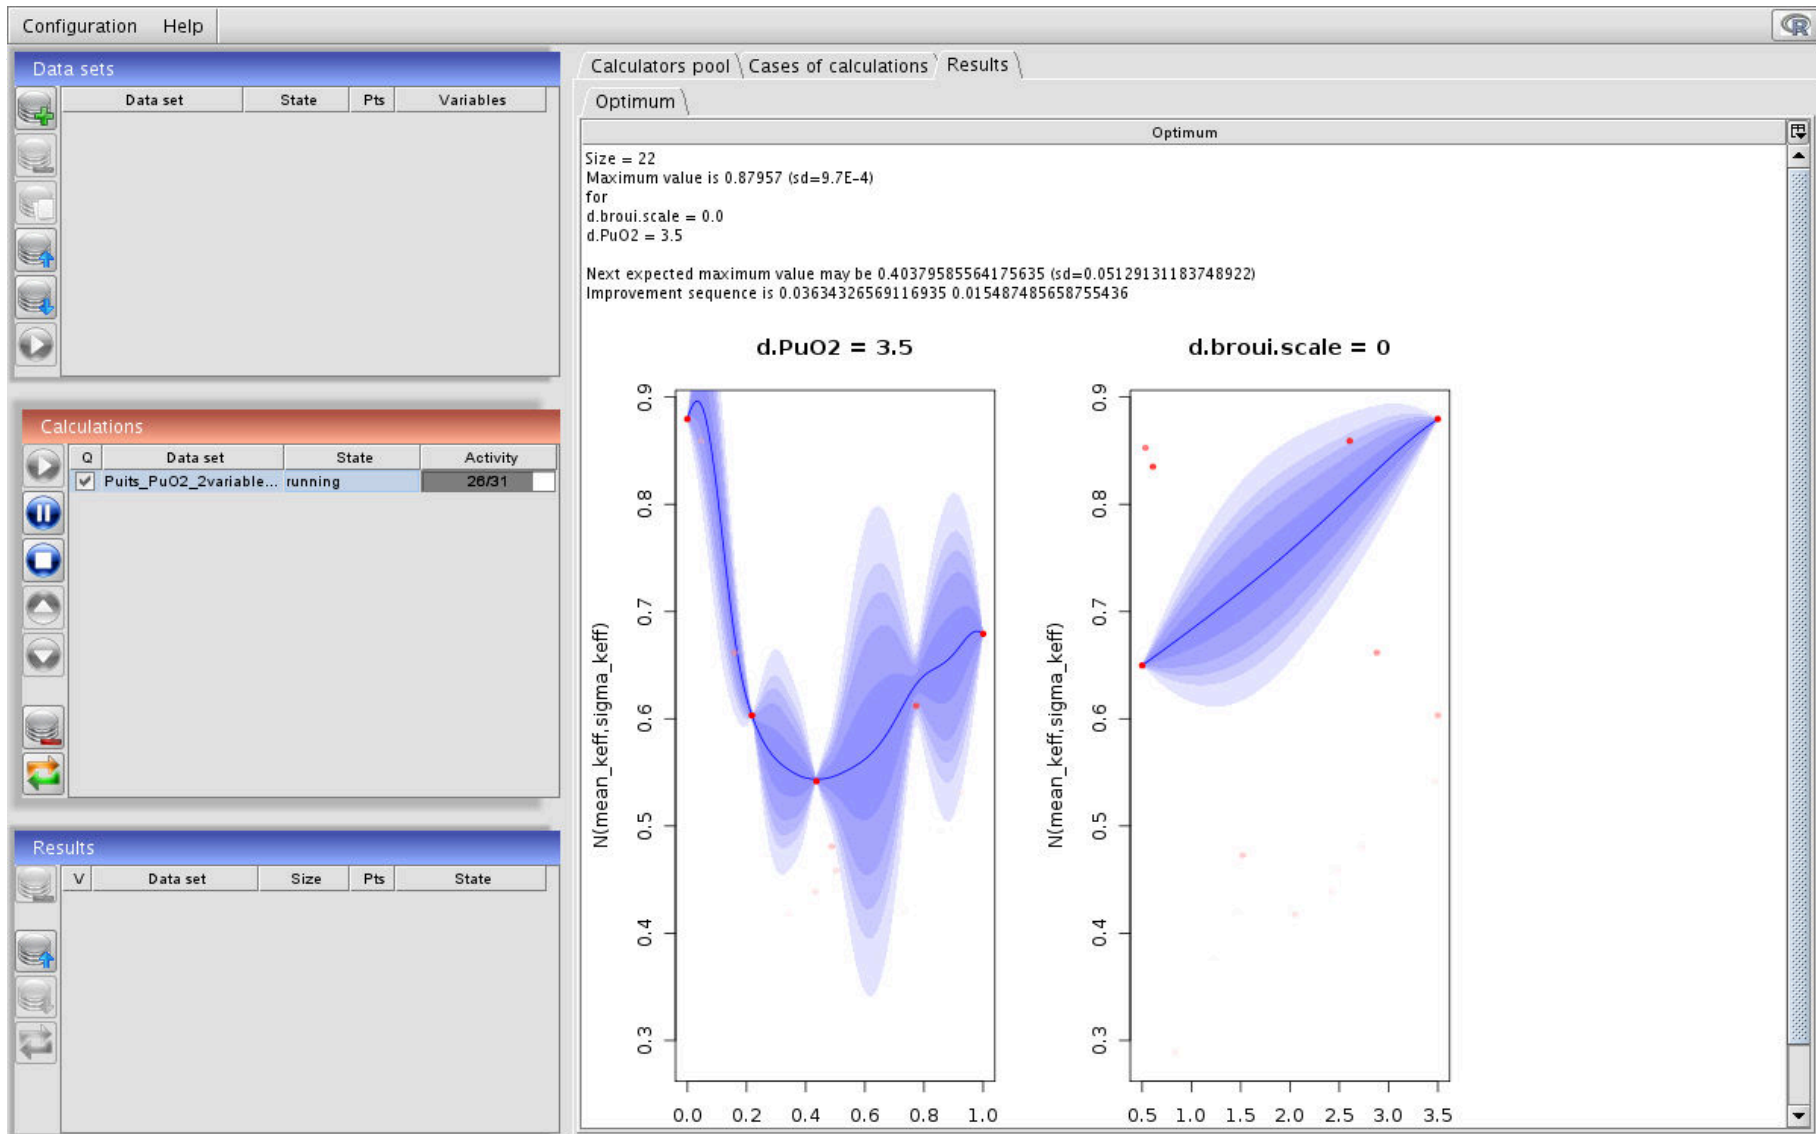 Configuration Help
Data sets
Data set State Pts Variables
Calculations
Q Data set State Activity
Puits_PuO2_2variable... running 26/31
Results
V Data set Size Pts State
Calculators pool Cases of calculations Results
Optimum
Optimum
Size = 22
Maximum value is 0.87957 (sd=9.7E-4)
for
d.broui.scale = 0.0
d.PuO2 = 3.5
Next expected maximum value may be 0.40379585564175635 (sd=0.05129131183748922)
Improvement sequence is 0.03634326569116935 0.015487485658755436
d.PuO2 = 3.5
N(mean_keff,sigma_keff)
0.9
0.8
0.7
0.6
0.5
0.4
0.3
0.0 0.2 0.4 0.6 0.8 1.0
d.broui.scale = 0
N(mean_keff,sigma_keff)
0.9
0.8
0.7
0.6
0.5
0.4
0.3
0.5 1.0 1.5 2.0 2.5 3.0 3.5
R